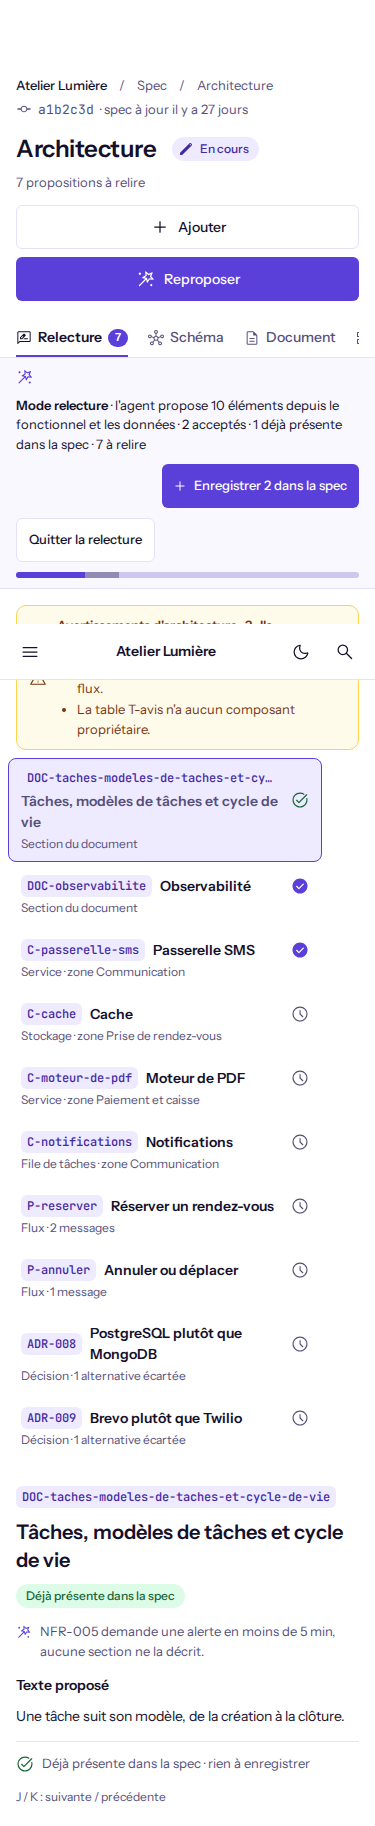 Atelier Lumière / Spec / Architecture
a1b2c3d · spec à jour il y a 27 jours
Architecture En cours
7 propositions à relire
Ajouter
Reproposer
Relecture 7 Schéma Document
Mode relecture · l'agent propose 10 éléments depuis le
fonctionnel et les données · 2 acceptés · 1 déjà présente
dans la spec · 7 à relire
Enregistrer 2 dans la spec
Quitter la relecture
Atelier Lumière
flux.
La table T-avis n'a aucun composant
propriétaire.
DOC-taches-modeles-de-taches-et-cy…
Tâches, modèles de tâches et cycle de
vie
Section du document
DOC-observabilite Observabilité
Section du document
C-passerelle-sms Passerelle SMS
Service · zone Communication
C-cache Cache
Stockage · zone Prise de rendez-vous
C-moteur-de-pdf Moteur de PDF
Service · zone Paiement et caisse
C-notifications Notifications
File de tâches · zone Communication
P-reserver Réserver un rendez-vous
Flux · 2 messages
P-annuler Annuler ou déplacer
Flux · 1 message
ADR-008 PostgreSQL plutôt que
MongoDB
Décision · 1 alternative écartée
ADR-009 Brevo plutôt que Twilio
Décision · 1 alternative écartée
DOC-taches-modeles-de-taches-et-cycle-de-vie
Tâches, modèles de tâches et cycle
de vie
Déjà présente dans la spec
NFR-005 demande une alerte en moins de 5 min,
aucune section ne la décrit.
Texte proposé
Une tâche suit son modèle, de la création à la clôture.
Déjà présente dans la spec · rien à enregistrer
J / K : suivante / précédente